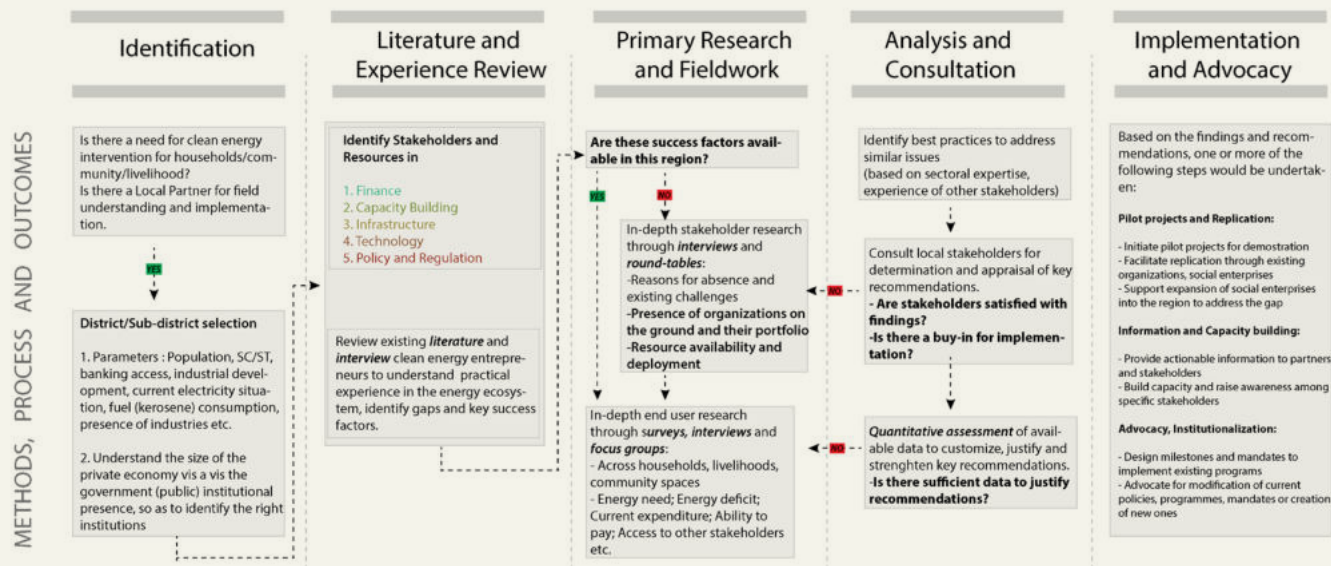 METHODS, PROCESS AND OUTCOMES
Identification
Is there a need for clean energy
intervention for households/com-
munity/livelihood?
Is there a Local Partner for field
understanding and implementa-
tion.
YES
District/Sub-district selection
1. Parameters : Population, SC/ST,
banking access, industrial devel-
opment, current electricity situa-
tion, fuel (kerosene) consumption,
presence of industries etc.
2. Understand the size of the
private economy vis a vis the
government (public) institutional
presence, so as to identify the right
institutions
Literature and
Experience Review
Identify Stakeholders and
Resources in
1. Finance
2. Capacity Building
3. Infrastructure
4. Technology
5. Policy and Regulation
Review existing literature and
interview clean energy entrepre-
neurs to understand practical
experience in the energy ecosys-
tem, identify gaps and key success
factors.
Primary Research
and Fieldwork
Are these success factors avail-
able in this region?
YES
NO
In-depth stakeholder research
through interviews and
round-tables:
-Reasons for absence and
existing challenges
-Presence of organizations on
the ground and their portfolio
-Resource availability and
deployment
In-depth end user research
through surveys, interviews and
focus groups:
- Across households, livelihoods,
community spaces
- Energy need; Energy deficit;
Current expenditure; Ability to
pay; Access to other stakeholders
etc.
Analysis and
Consultation
Identify best practices to address
similar issues
(based on sectoral expertise,
experience of other stakeholders)
Consult local stakeholders for
determination and appraisal of key
recommendations.
- Are stakeholders satisfied with
findings?
-Is there a buy-in for implemen-
tation?
NO
Quantitative assessment of avai-
able data to customize, justify and
strenghten key recommendations.
-Is there sufficient data to justify
recommendations?
NO
Implementation
and Advocacy
Based on the findings and recom-
mendations, one or more of the
following steps would be undertak-
en:
Pilot projects and Replication:
- Initiate pilot projects for demostration
- Facilitate replication through existing
organizations, social enterprises
- Support expansion of social enterprises
into the region to address the gap
Information and Capacity building:
- Provide actionable information to partners
and stakeholders
- Build capacity and raise awareness among
specific stakeholders
Advocacy, Institutionalization:
- Design milestones and mandates to
implement existing programs
- Advocate for modification of current
policies, programmes, mandates or creation
of new ones